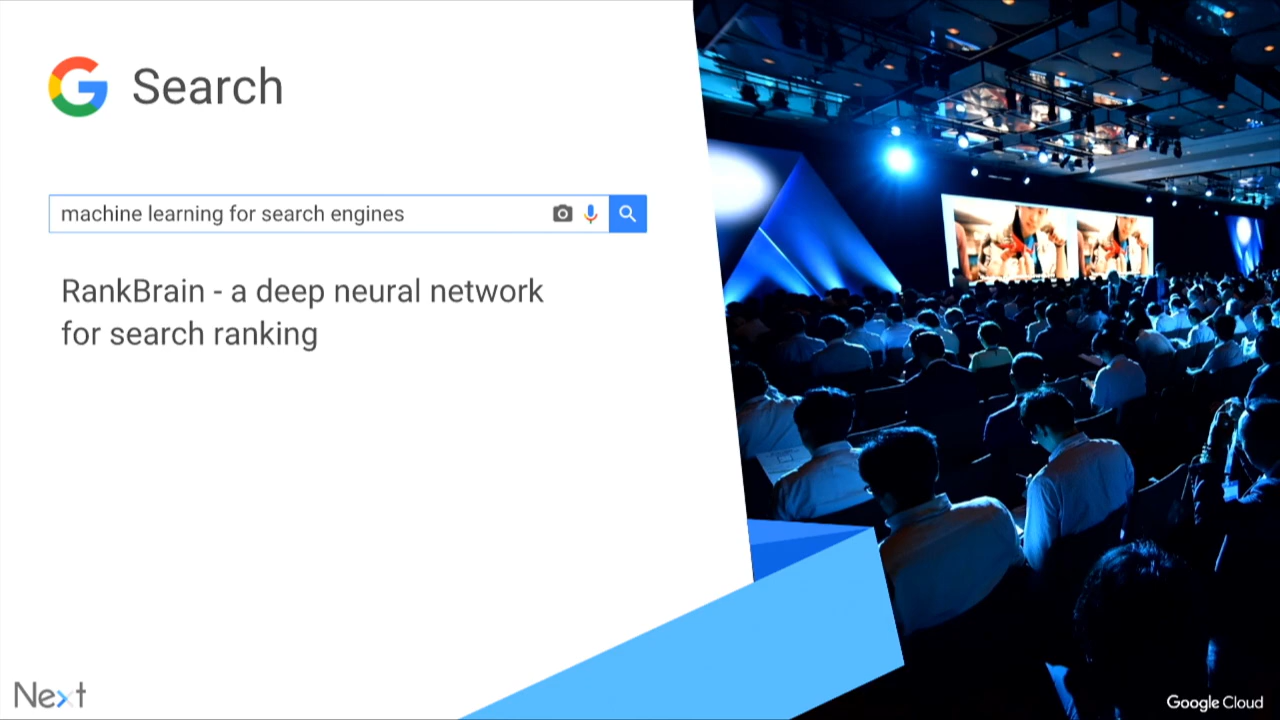 Search
machine learning for search engines
RankBrain - a deep neural network
for search ranking
Next
Google Cloud